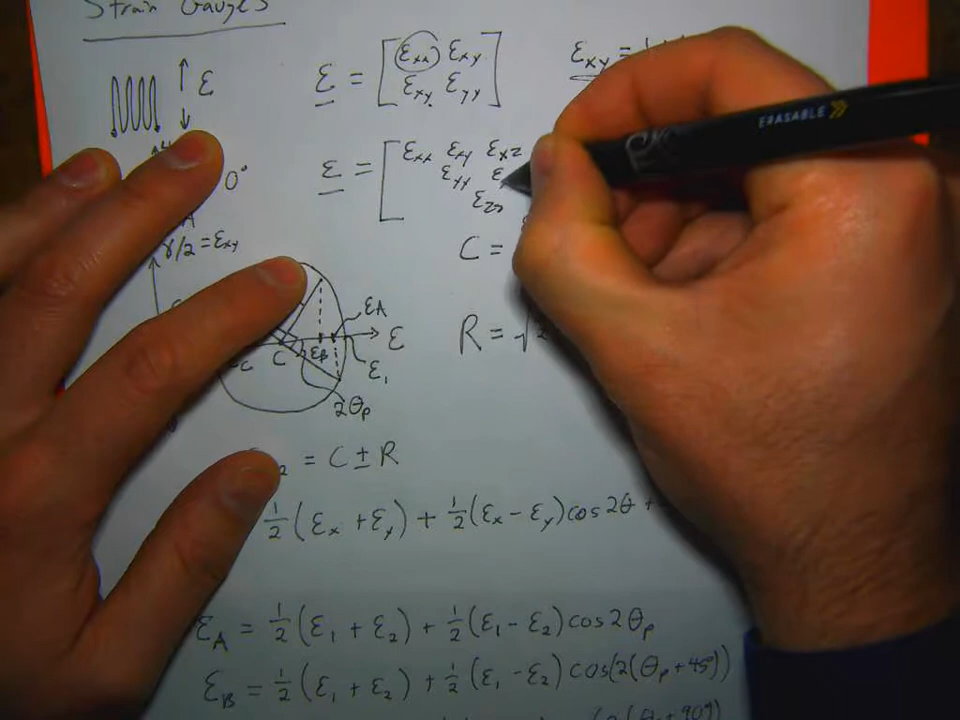 Strain Gauges
ε
ε = [ εxx εxy
εxy εyy ]
εxy =
ERASABLE
ε = [ εxx εxy εxz
εyy ε
εzz
0°
A
γ/2 = εxy
C =
εA
R = √
ε
C εB
ε1
2θp
2 = C ± R
1/2 (εx + εy) + 1/2 (εx - εy) cos 2θ +
εA = 1/2 (ε1 + ε2) + 1/2 (ε1 - ε2) cos 2θp
εB = 1/2 (ε1 + ε2) + 1/2 (ε1 - ε2) cos(2(θp + 45°))